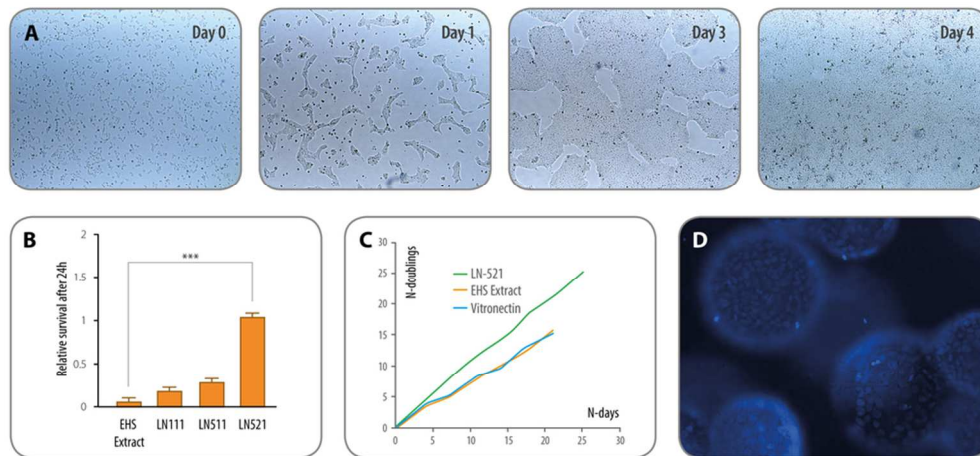 A
Day 0
Day 1
Day 3
Day 4
B
Relative survival after 24h
2
1.5
1
0.5
0
***
EHS
Extract
LN111
LN511
LN521
C
N-doublings
30
25
20
15
10
5
0
LN-521
EHS Extract
Vitronectin
N-days
0
5
10
15
20
25
30
D